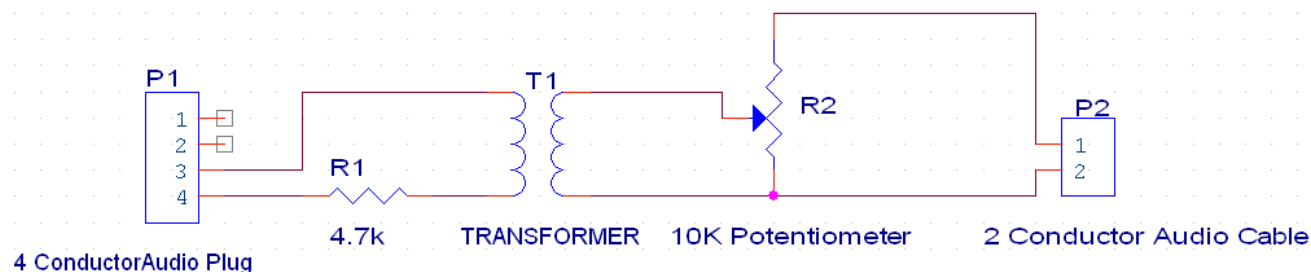 P1
1
2
3
4
R1
4.7k
T1
TRANSFORMER
R2
10K Potentiometer
P2
1
2
2 Conductor Audio Cable
4 ConductorAudio Plug